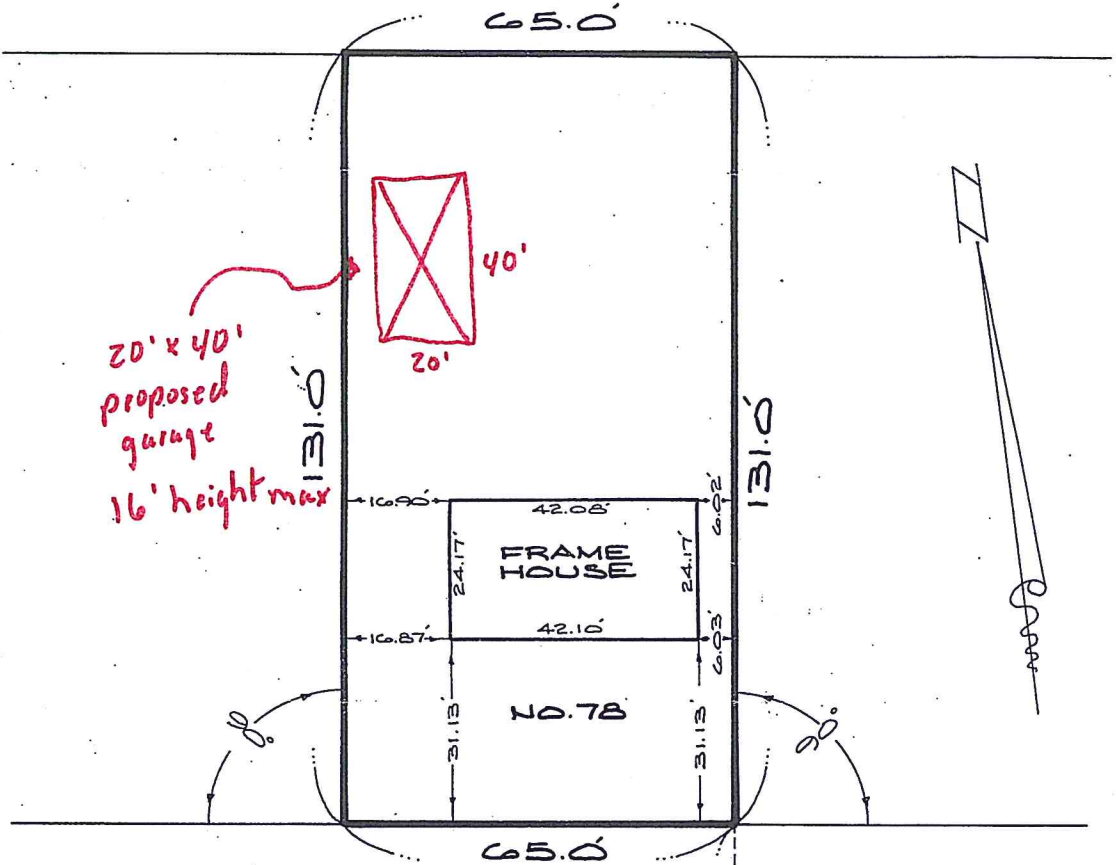 65.0'
40'
20'
20' x 40'
proposed
garage
16' height max
131.0'
131.0'
16.90'
42.08'
6.02'
24.17'
FRAME
HOUSE
24.17'
16.87'
42.10'
6.03'
31.13'
NO. 78
31.13'
90°
90°
65.0'
N